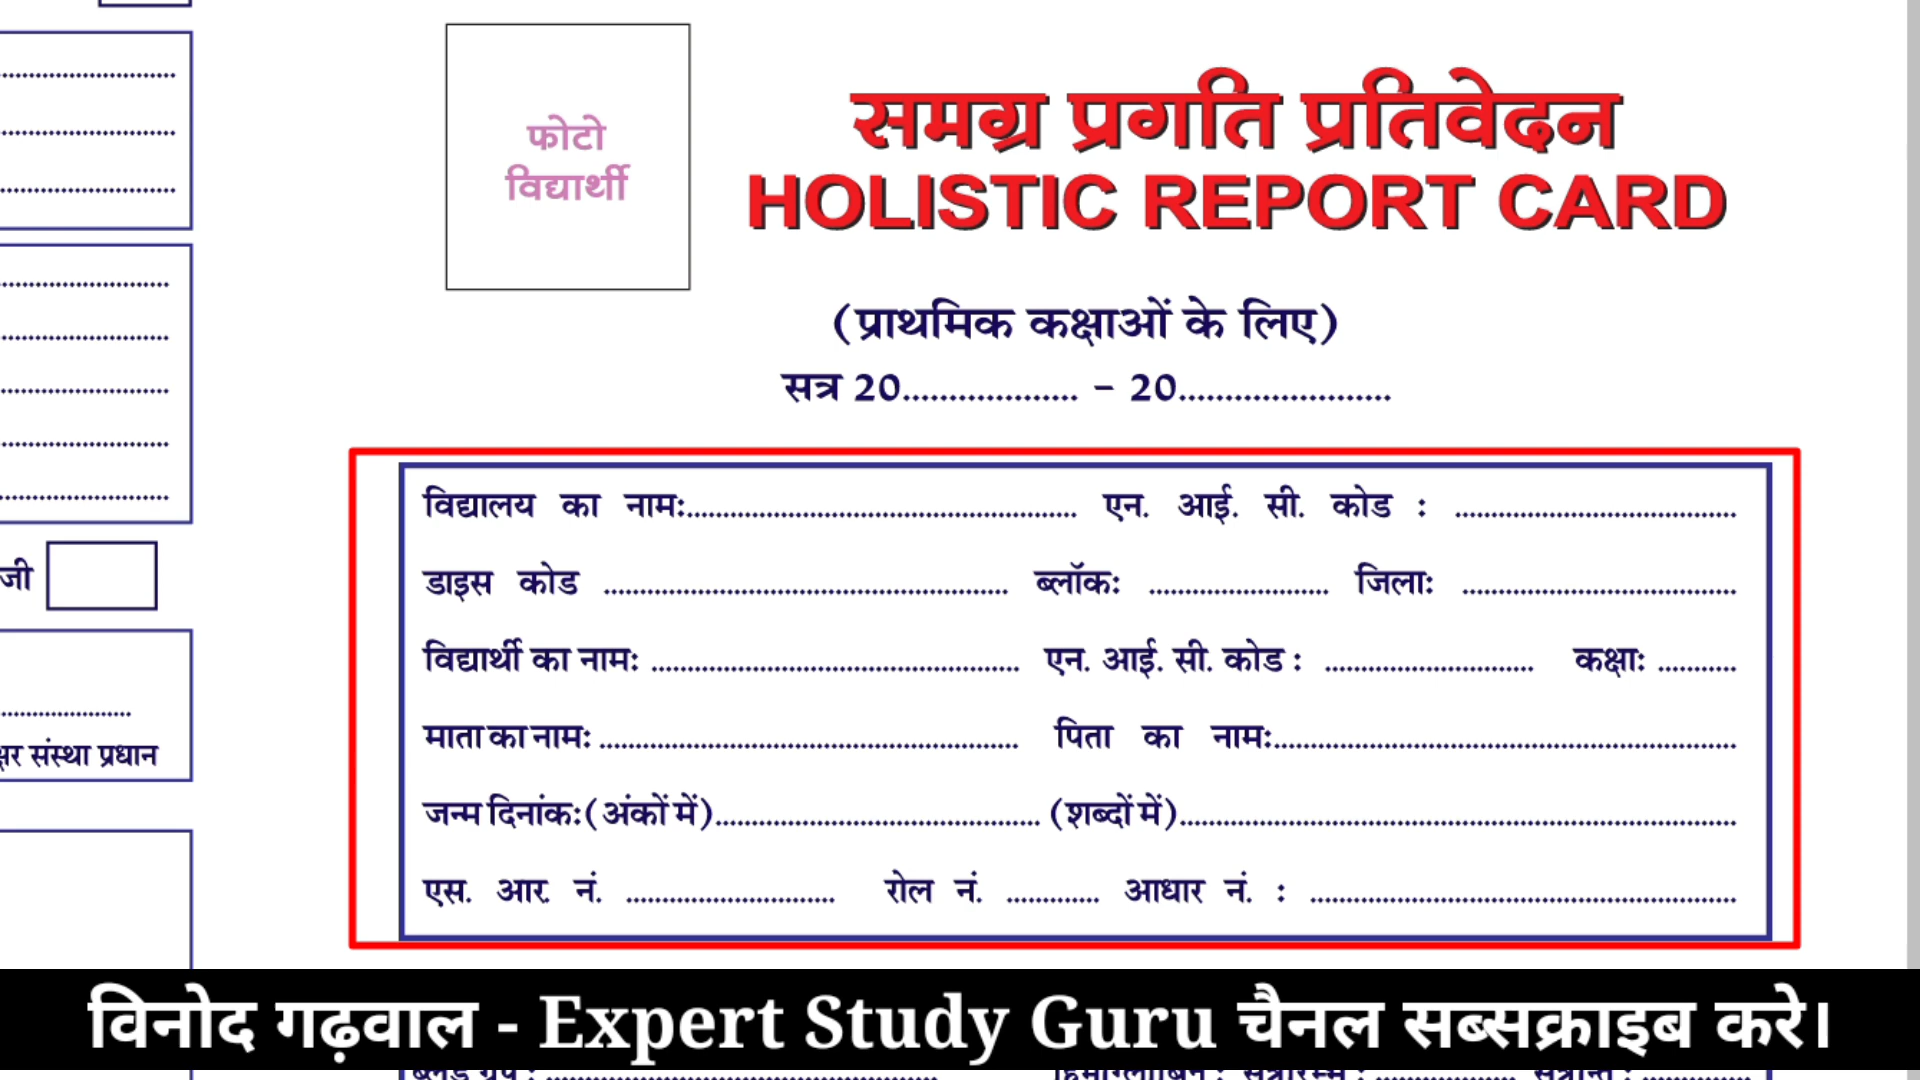 फोटो
विद्यार्थी
समग्र प्रगति प्रतिवेदन
HOLISTIC REPORT CARD
(प्राथमिक कक्षाओं के लिए)
सत्र 20................... – 20.......................
विद्यालय का नामः...................................................... एन. आई. सी. कोड : .......................................
डाइस कोड ........................................................ ब्लॉकः ......................... जिलाः ......................................
विद्यार्थी का नामः ................................................... एन. आई. सी. कोड : ............................. कक्षाः ...........
माता का नामः .......................................................... पिता का नामः................................................................
जन्म दिनांकः(अंकों में)............................................. (शब्दों में).............................................................................
एस. आर. नं. ............................. रोल नं. ............. आधार नं. : ...........................................................
जी
संस्था प्रधान
विनोद गढ़वाल - Expert Study Guru चैनल सब्सक्राइब करे।